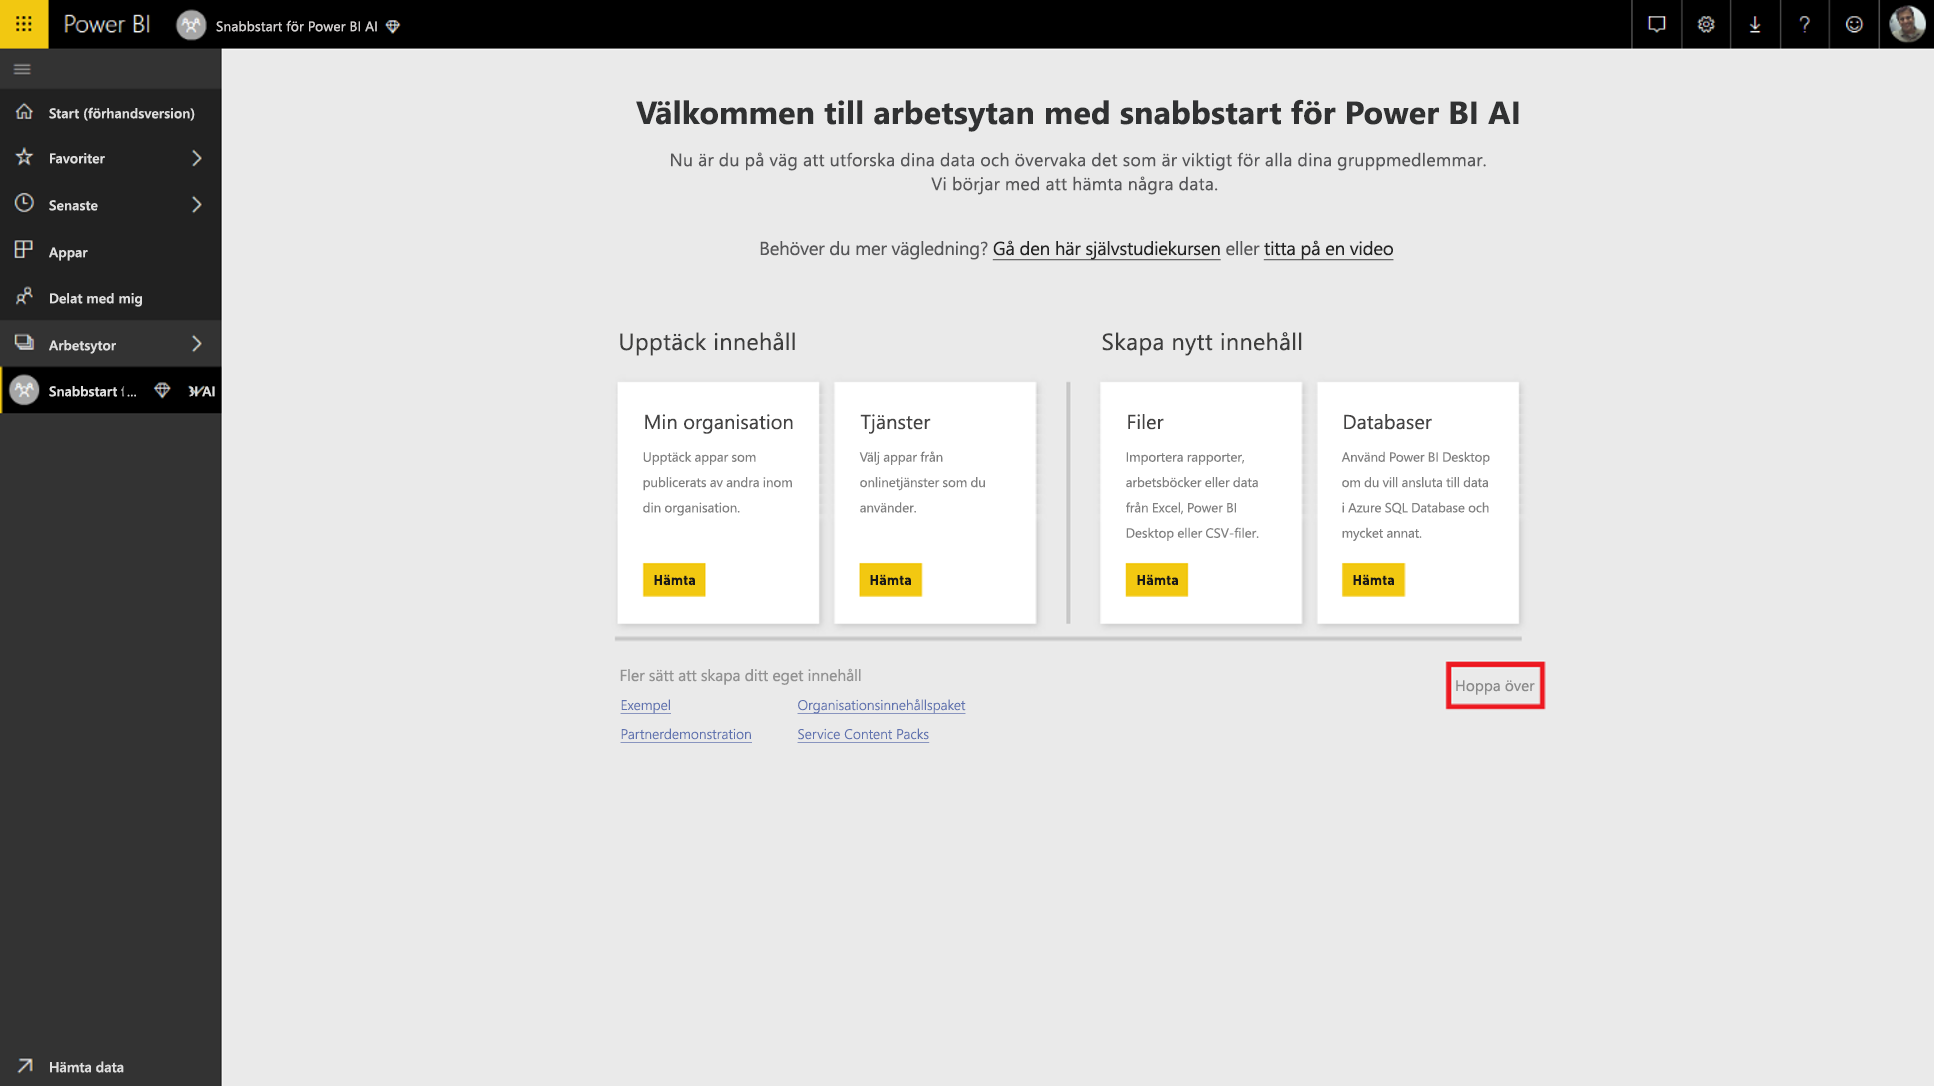 Power BI
Snabbstart för Power BI AI
Start (förhandsversion)
Favoriter
Senaste
Appar
Delat med mig
Arbetsytor
Snabbstart f...
Hämta data
Välkommen till arbetsytan med snabbstart för Power BI AI
Nu är du på väg att utforska dina data och övervaka det som är viktigt för alla dina gruppmedlemmar.
Vi börjar med att hämta några data.
Behöver du mer vägledning? Gå den här självstudiekursen eller titta på en video
Upptäck innehåll
Min organisation
Upptäck appar som
publicerats av andra inom
din organisation.
Hämta
Tjänster
Välj appar från
onlinetjänster som du
använder.
Hämta
Skapa nytt innehåll
Filer
Importera rapporter,
arbetsböcker eller data
från Excel, Power BI
Desktop eller CSV-filer.
Hämta
Databaser
Använd Power BI Desktop
om du vill ansluta till data
i Azure SQL Database och
mycket annat.
Hämta
Fler sätt att skapa ditt eget innehåll
Exempel
Organisationsinnehållspaket
Partnerdemonstration
Service Content Packs
Hoppa över